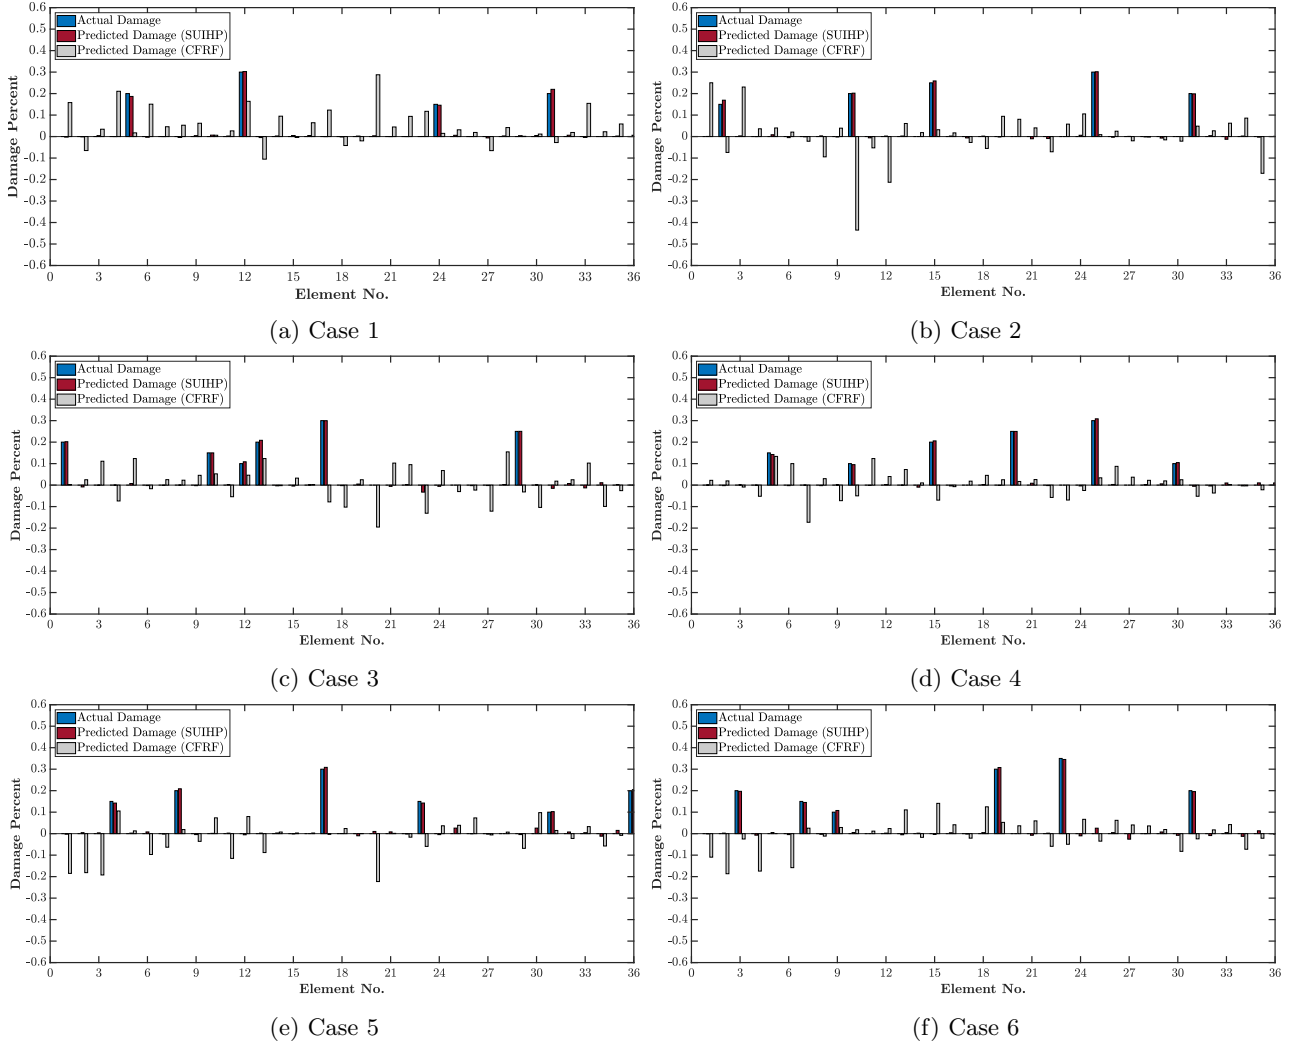 0.6
0.5
0.4
0.3
0.2
0.1
0
-0.1
-0.2
-0.3
-0.4
-0.5
-0.6
Damage Percent
Actual Damage
Predicted Damage (SUIHP)
Predicted Damage (CFRF)
0 3 6 9 12 15 18 21 24 27 30 33 36
Element No.
(a) Case 1
0.6
0.5
0.4
0.3
0.2
0.1
0
-0.1
-0.2
-0.3
-0.4
-0.5
-0.6
Damage Percent
Actual Damage
Predicted Damage (SUIHP)
Predicted Damage (CFRF)
0 3 6 9 12 15 18 21 24 27 30 33 36
Element No.
(b) Case 2
0.6
0.5
0.4
0.3
0.2
0.1
0
-0.1
-0.2
-0.3
-0.4
-0.5
-0.6
Damage Percent
Actual Damage
Predicted Damage (SUIHP)
Predicted Damage (CFRF)
0 3 6 9 12 15 18 21 24 27 30 33 36
Element No.
(c) Case 3
0.6
0.5
0.4
0.3
0.2
0.1
0
-0.1
-0.2
-0.3
-0.4
-0.5
-0.6
Damage Percent
Actual Damage
Predicted Damage (SUIHP)
Predicted Damage (CFRF)
0 3 6 9 12 15 18 21 24 27 30 33 36
Element No.
(d) Case 4
0.6
0.5
0.4
0.3
0.2
0.1
0
-0.1
-0.2
-0.3
-0.4
-0.5
-0.6
Damage Percent
Actual Damage
Predicted Damage (SUIHP)
Predicted Damage (CFRF)
0 3 6 9 12 15 18 21 24 27 30 33 36
Element No.
(e) Case 5
0.6
0.5
0.4
0.3
0.2
0.1
0
-0.1
-0.2
-0.3
-0.4
-0.5
-0.6
Damage Percent
Actual Damage
Predicted Damage (SUIHP)
Predicted Damage (CFRF)
0 3 6 9 12 15 18 21 24 27 30 33 36
Element No.
(f) Case 6